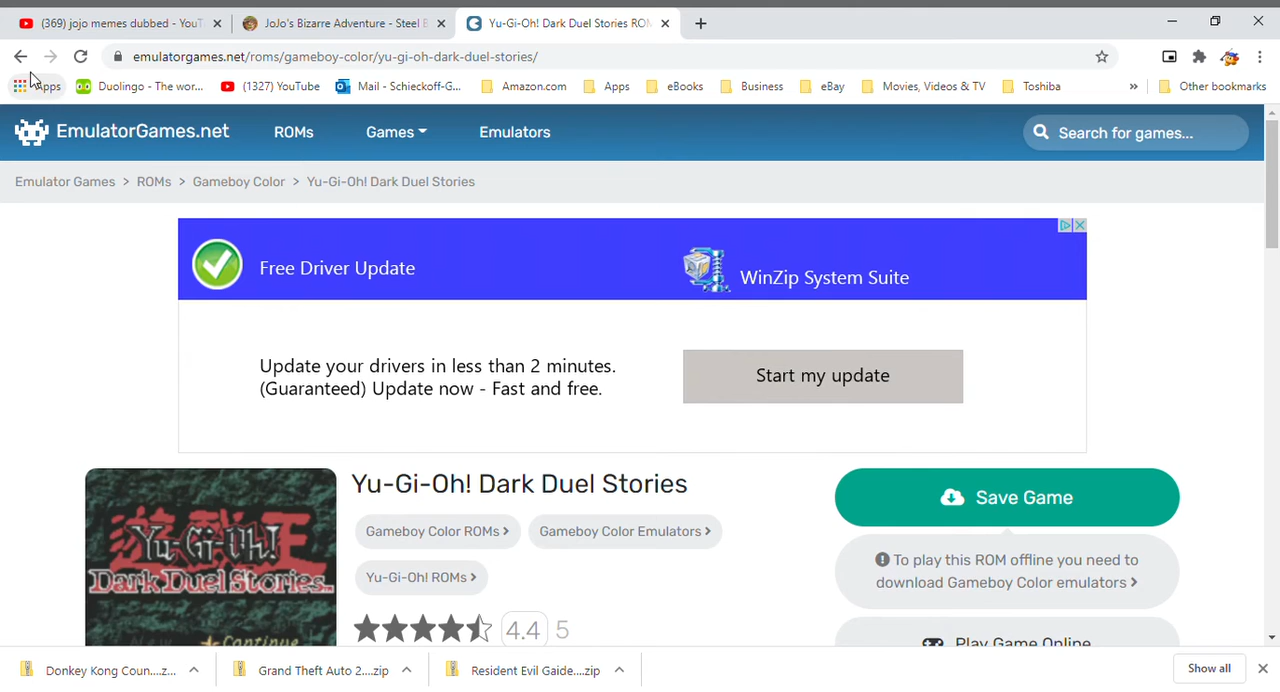 (369) jojo memes dubbed - YouT
JoJo's Bizarre Adventure - Steel B
Yu-Gi-Oh! Dark Duel Stories ROM
emulatorgames.net/roms/gameboy-color/yu-gi-oh-dark-duel-stories/
Apps
Duolingo - The wor...
(1327) YouTube
Mail - Schieckoff-G...
Amazon.com
Apps
eBooks
Business
eBay
Movies, Videos & TV
Toshiba
»
Other bookmarks
EmulatorGames.net
ROMs
Games
Emulators
Search for games...
Emulator Games > ROMs > Gameboy Color > Yu-Gi-Oh! Dark Duel Stories
Free Driver Update
WinZip System Suite
Update your drivers in less than 2 minutes.
(Guaranteed) Update now - Fast and free.
Start my update
Yu-Gi-Oh! Dark Duel Stories
Gameboy Color ROMs >
Gameboy Color Emulators >
Yu-Gi-Oh! ROMs >
4.4 5
Save Game
To play this ROM offline you need to
download Gameboy Color emulators >
Play Game Online
遊戯王
Yu-Gi-Oh!
Dark Duel Stories
New Continue
Donkey Kong Coun....z...
Grand Theft Auto 2....zip
Resident Evil Gaide....zip
Show all